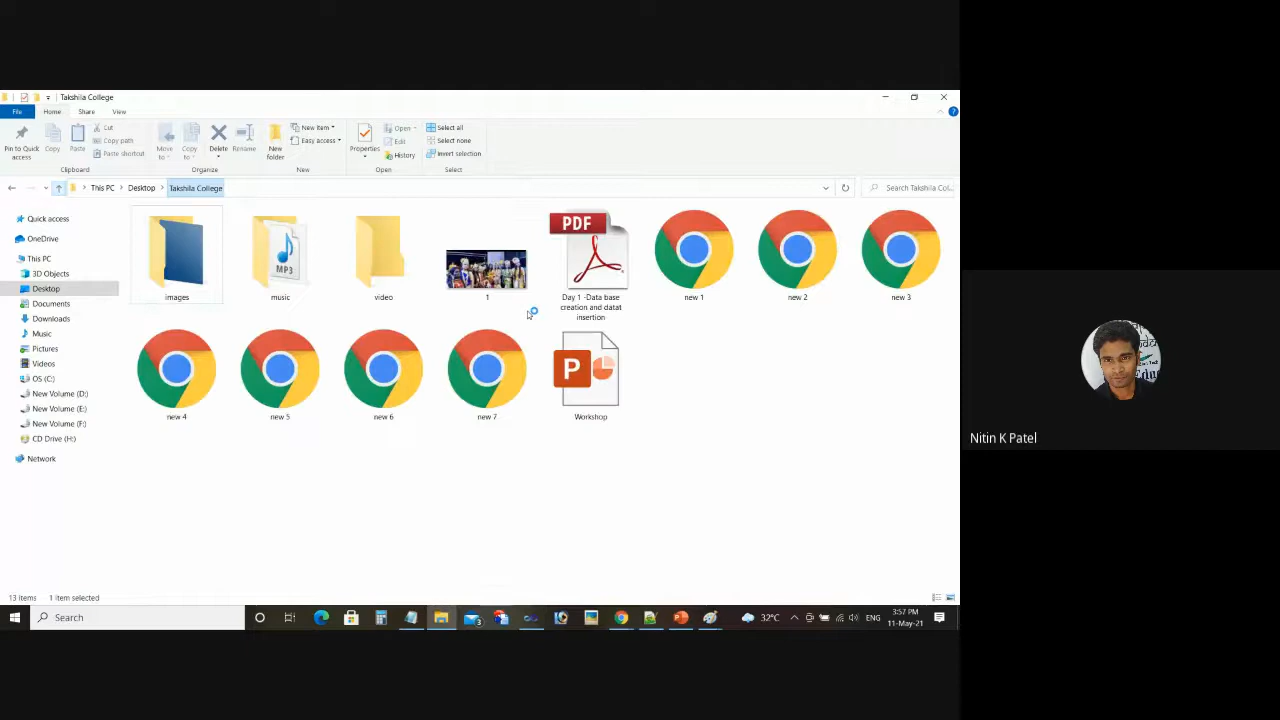 Takshila College
File Home Share View
Pin to Quick access
Copy
Paste
Cut
Copy path
Paste shortcut
Clipboard
Move to
Copy to
Delete
Rename
Organize
New folder
New item
Easy access
New
Properties
Open
Edit
History
Open
Select all
Select none
Invert selection
Select
This PC > Desktop > Takshila College
Search Takshila Col...
Quick access
OneDrive
This PC
3D Objects
Desktop
Documents
Downloads
Music
Pictures
Videos
OS (C:)
New Volume (D:)
New Volume (E:)
New Volume (F:)
CD Drive (H:)
Network
images
MP3
music
video
1
PDF
Day 1 -Data base
creation and datat
insertion
new 1
new 2
new 3
new 4
new 5
new 6
new 7
P
Workshop
Nitin K Patel
13 items 1 item selected
Search
3
32°C
ENG
3:57 PM
11-May-21